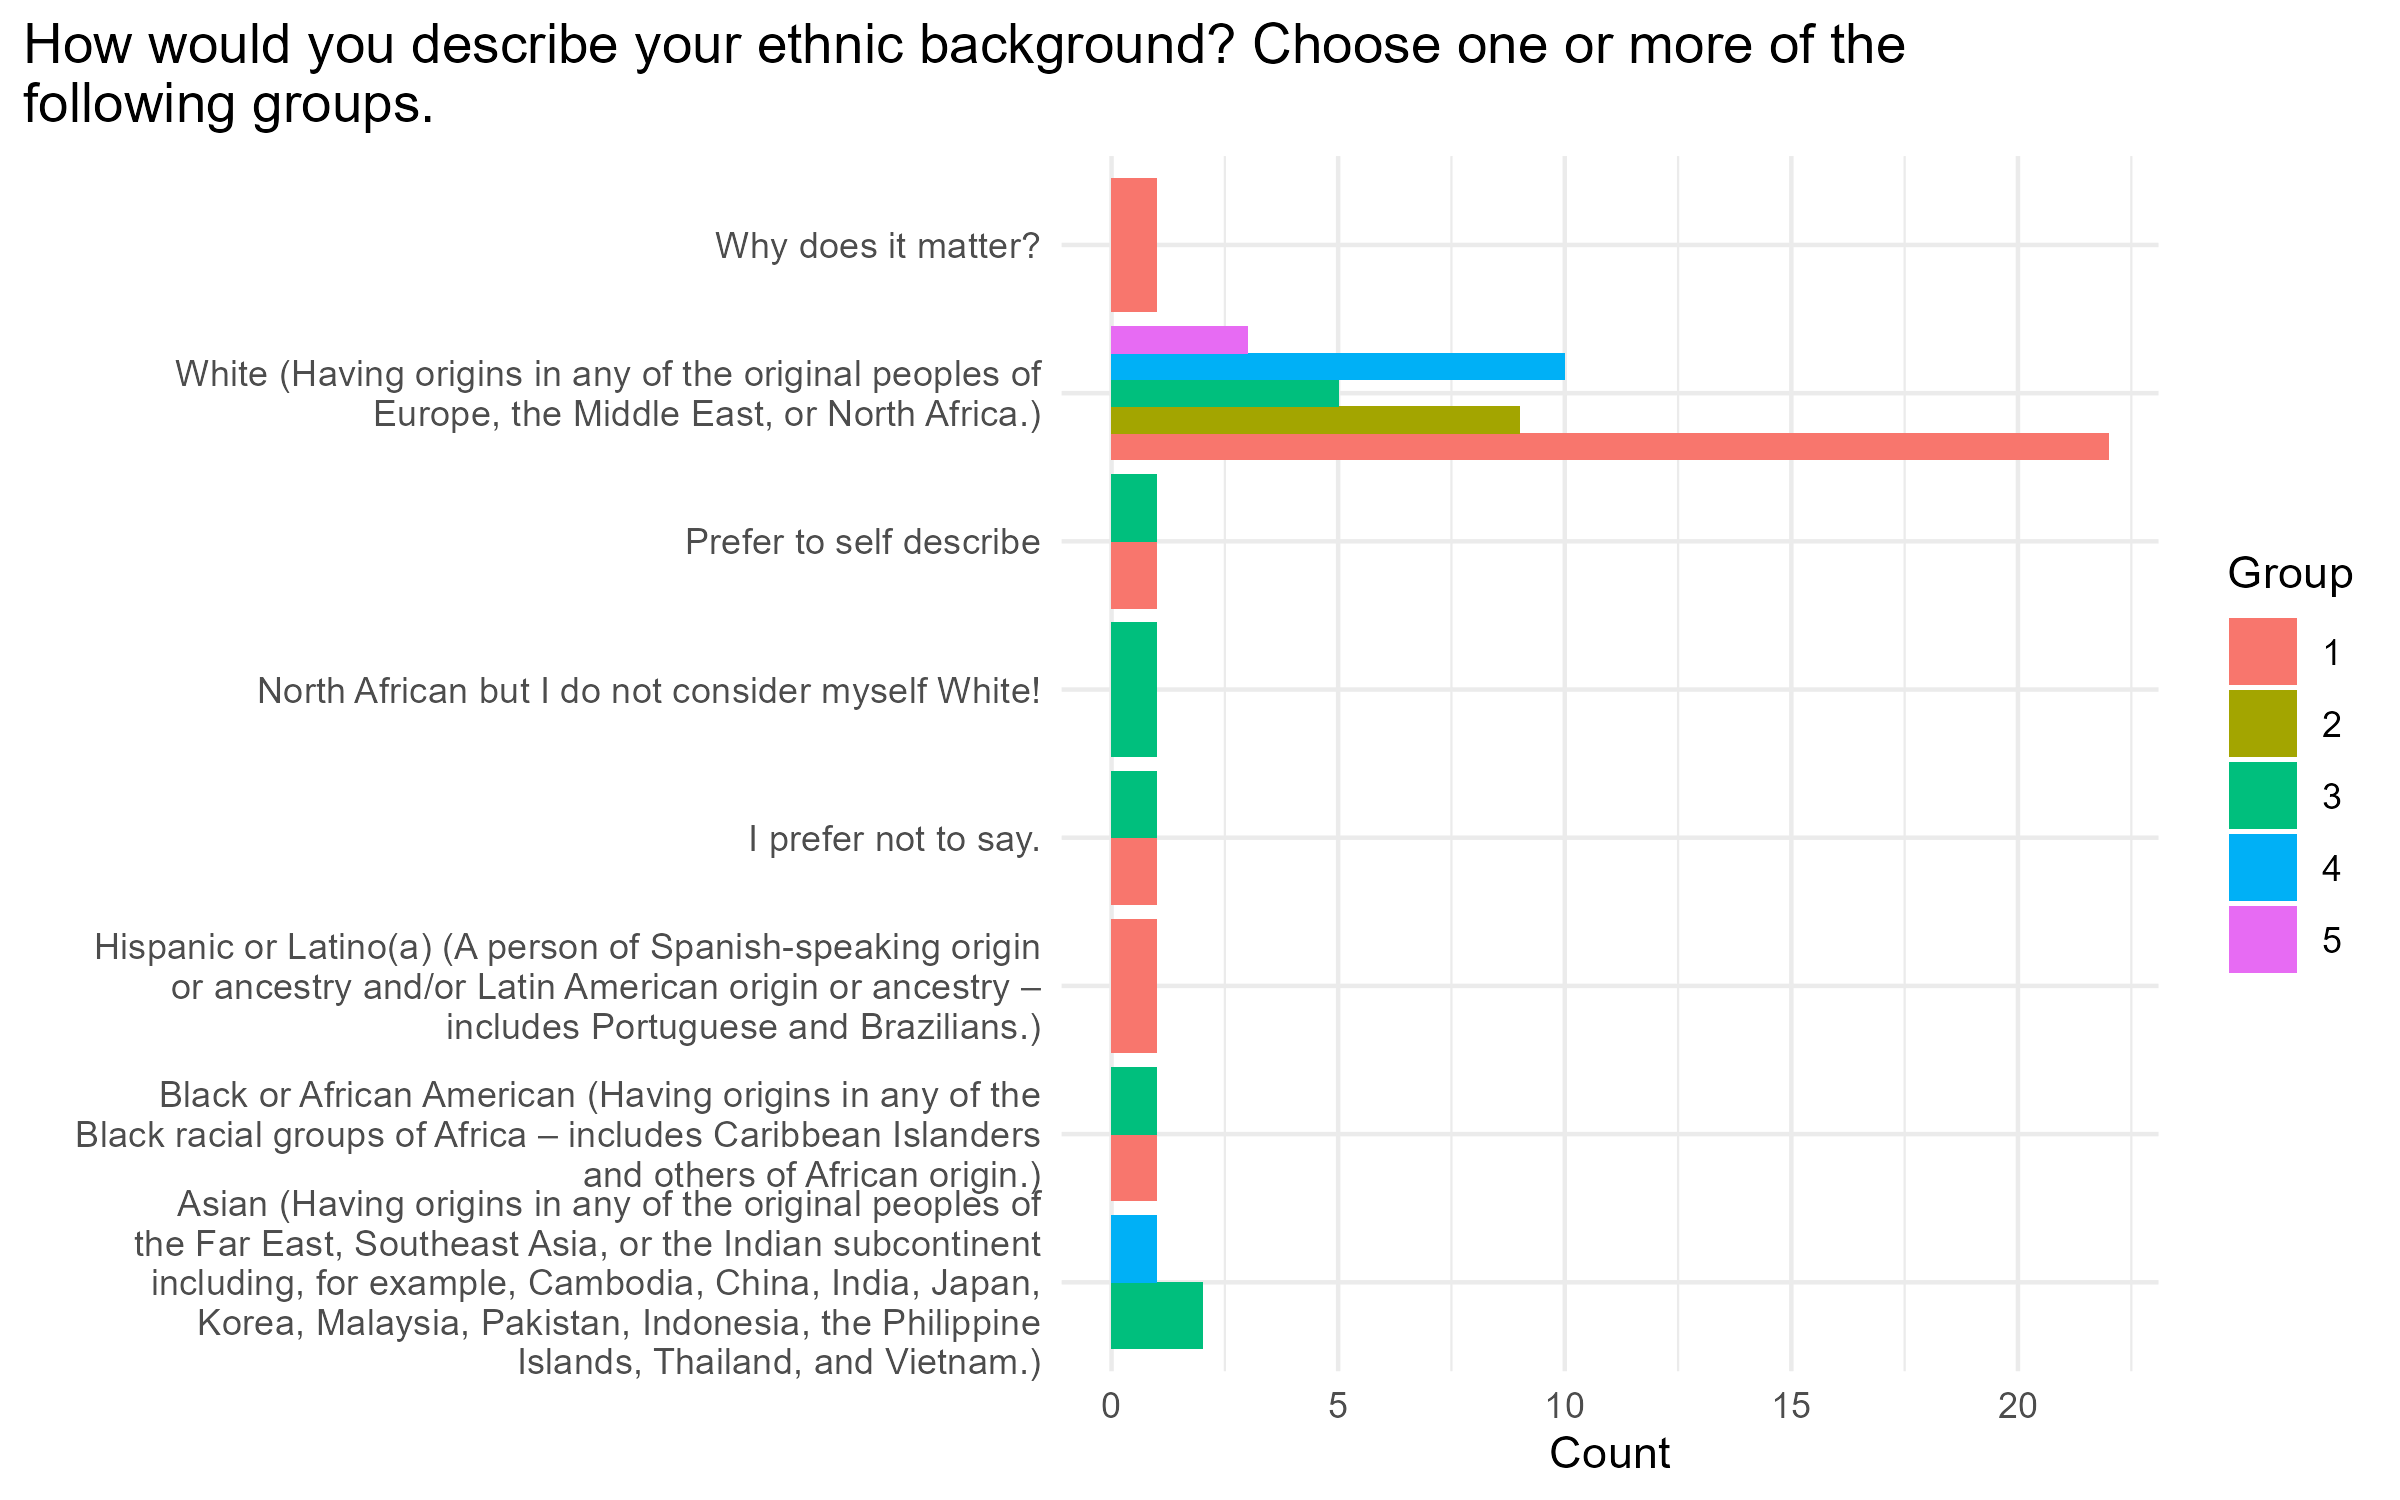 How would you describe your ethnic background? Choose one or more of the
following groups.
Why does it matter?
White (Having origins in any of the original peoples of
Europe, the Middle East, or North Africa.)
Prefer to self describe
North African but I do not consider myself White!
I prefer not to say.
Hispanic or Latino(a) (A person of Spanish-speaking origin
or ancestry and/or Latin American origin or ancestry –
includes Portuguese and Brazilians.)
Black or African American (Having origins in any of the
Black racial groups of Africa – includes Caribbean Islanders
and others of African origin.)
Asian (Having origins in any of the original peoples of
the Far East, Southeast Asia, or the Indian subcontinent
including, for example, Cambodia, China, India, Japan,
Korea, Malaysia, Pakistan, Indonesia, the Philippine
Islands, Thailand, and Vietnam.)
0 5 10 15 20
Count
Group
1
2
3
4
5